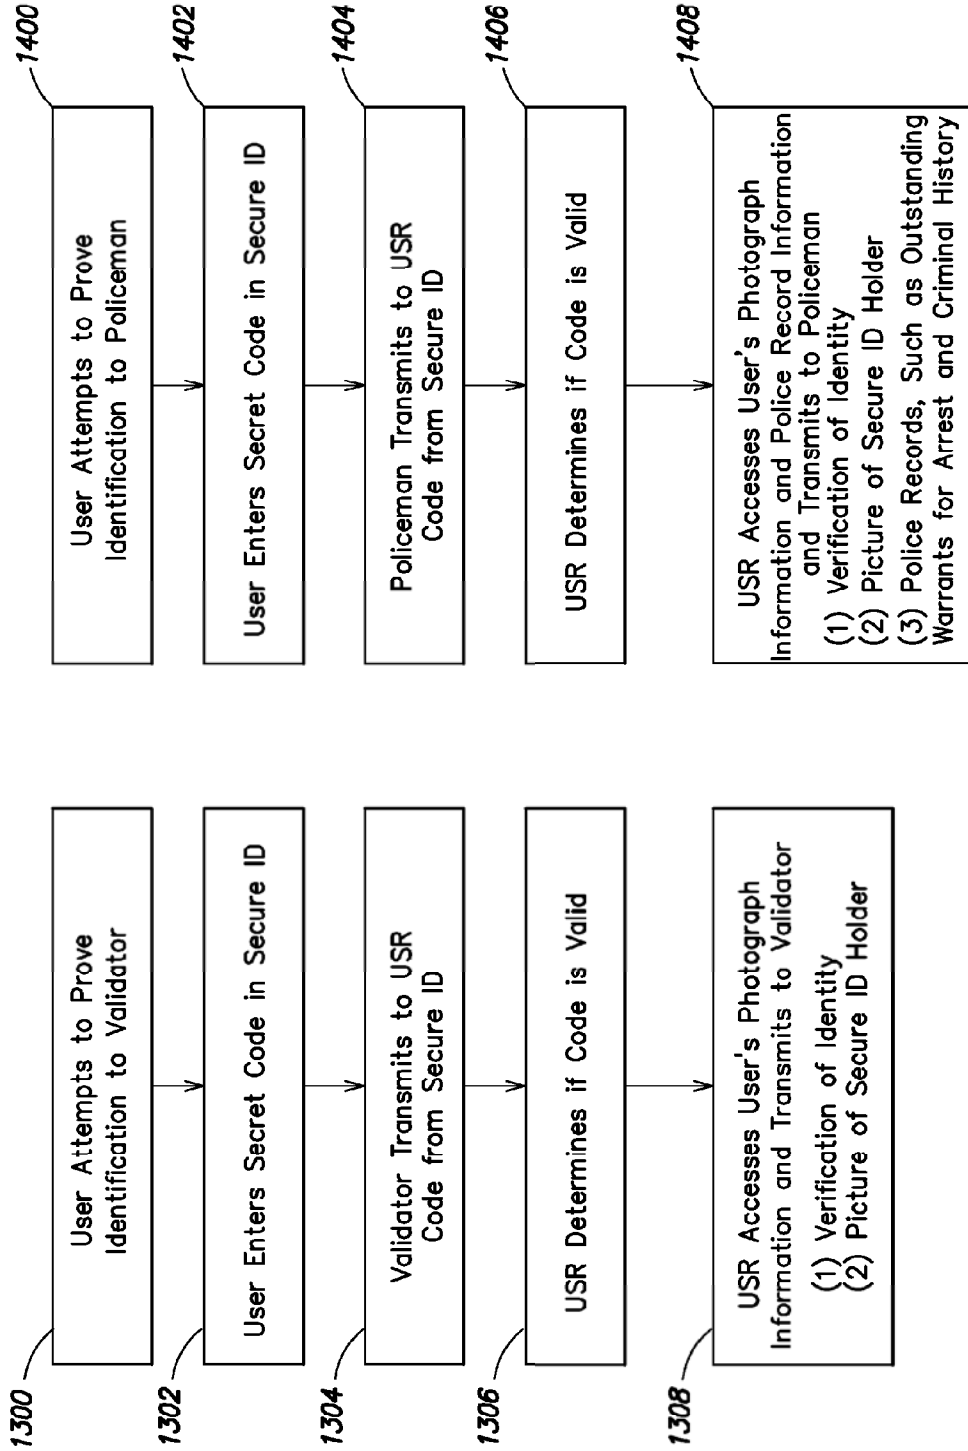 1300
User Attempts to Prove
Identification to Validator
1302
User Enters Secret Code in Secure ID
1304
Validator Transmits to USR
Code from Secure ID
1306
USR Determines if Code is Valid
1308
USR Accesses User's Photograph
Information and Transmits to Validator
(1) Verification of Identity
(2) Picture of Secure ID Holder
1400
User Attempts to Prove
Identification to Policeman
1402
User Enters Secret Code in Secure ID
1404
Policeman Transmits to USR
Code from Secure ID
1406
USR Determines if Code is Valid
1408
USR Accesses User's Photograph
Information and Police Record Information
and Transmits to Policeman
(1) Verification of Identity
(2) Picture of Secure ID Holder
(3) Police Records, Such as Outstanding
Warrants for Arrest and Criminal History